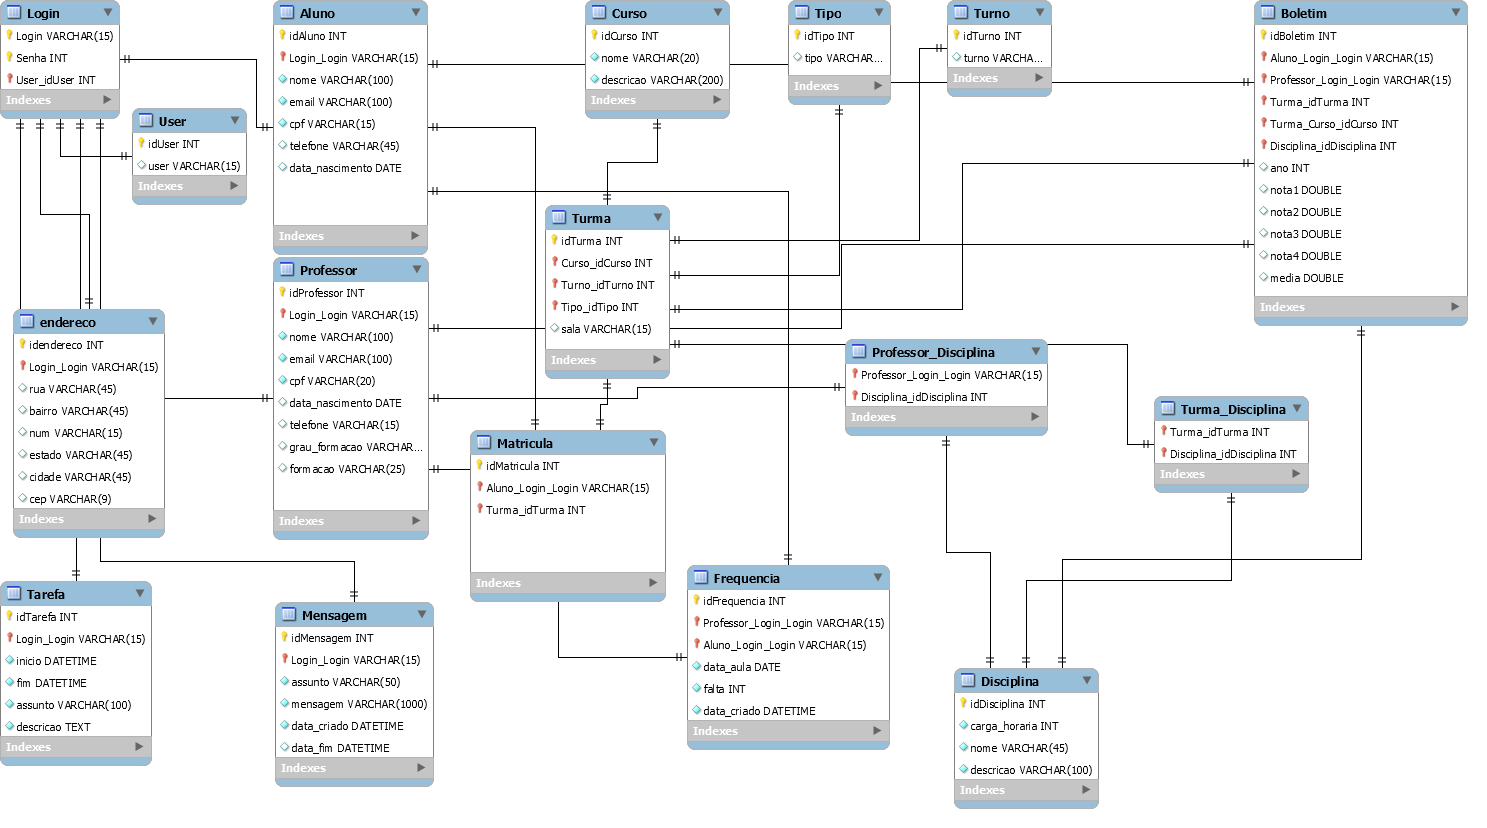 Login
Login VARCHAR(15)
Senha INT
User_idUser INT
Indexes
User
idUser INT
user VARCHAR(15)
Indexes
Aluno
idAluno INT
Login_Login VARCHAR(15)
nome VARCHAR(100)
email VARCHAR(100)
cpf VARCHAR(15)
telefone VARCHAR(45)
data_nascimento DATE
Indexes
Curso
idCurso INT
nome VARCHAR(20)
descricao VARCHAR(200)
Indexes
Tipo
idTipo INT
tipo VARCHAR...
Indexes
Turno
idTurno INT
turno VARCHA...
Indexes
Boletim
idBoletim INT
Aluno_Login_Login VARCHAR(15)
Professor_Login_Login VARCHAR(15)
Turma_idTurma INT
Turma_Curso_idCurso INT
Disciplina_idDisciplina INT
ano INT
nota1 DOUBLE
nota2 DOUBLE
nota3 DOUBLE
nota4 DOUBLE
media DOUBLE
Indexes
Turma
idTurma INT
Curso_idCurso INT
Turno_idTurno INT
Tipo_idTipo INT
sala VARCHAR(15)
Indexes
Professor
idProfessor INT
Login_Login VARCHAR(15)
nome VARCHAR(100)
email VARCHAR(100)
cpf VARCHAR(20)
data_nascimento DATE
telefone VARCHAR(15)
grau_formacao VARCHAR...
formacao VARCHAR(25)
Indexes
endereco
idendereco INT
Login_Login VARCHAR(15)
rua VARCHAR(45)
bairro VARCHAR(45)
num VARCHAR(15)
estado VARCHAR(45)
cidade VARCHAR(45)
cep VARCHAR(9)
Indexes
Professor_Disciplina
Professor_Login_Login VARCHAR(15)
Disciplina_idDisciplina INT
Indexes
Turma_Disciplina
Turma_idTurma INT
Disciplina_idDisciplina INT
Indexes
Matricula
idMatricula INT
Aluno_Login_Login VARCHAR(15)
Turma_idTurma INT
Indexes
Tarefa
idTarefa INT
Login_Login VARCHAR(15)
inicio DATETIME
fim DATETIME
assunto VARCHAR(100)
descricao TEXT
Indexes
Mensagem
idMensagem INT
Login_Login VARCHAR(15)
assunto VARCHAR(50)
mensagem VARCHAR(1000)
data_criado DATETIME
data_fim DATETIME
Indexes
Frequencia
idFrequencia INT
Professor_Login_Login VARCHAR(15)
Aluno_Login_Login VARCHAR(15)
data_aula DATE
falta INT
data_criado DATETIME
Indexes
Disciplina
idDisciplina INT
carga_horaria INT
nome VARCHAR(45)
descricao VARCHAR(100)
Indexes